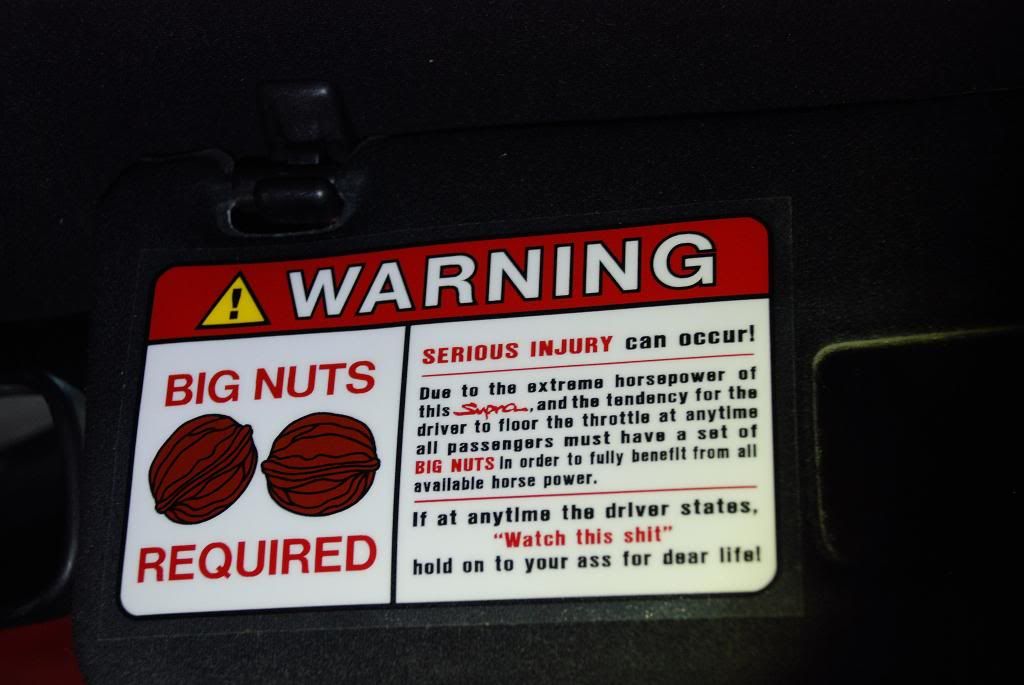 ! WARNING
BIG NUTS
REQUIRED
SERIOUS INJURY can occur!
Due to the extreme horsepower of
this Supra, and the tendency for the
driver to floor the throttle at anytime
all passengers must have a set of
BIG NUTS in order to fully benefit from all
available horse power.
If at anytime the driver states,
"Watch this shit"
hold on to your ass for dear life!